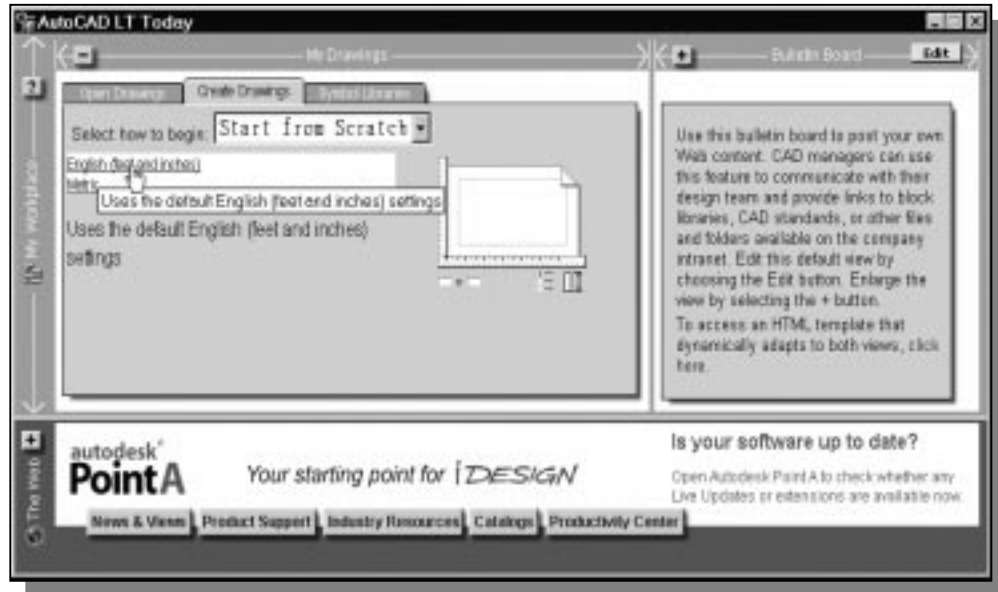 AutoCAD LT Today
My Drawings
Bulletin Board
Edit
Open Drawings
Create Drawings
Symbol Libraries
Select how to begin: Start from Scratch
English (feet and inches)
Metric
Uses the default English (feet and inches) settings
Uses the default English (feet and inches)
settings
My Workplace
Use this bulletin board to post your own
Web content. CAD managers can use
this feature to communicate with their
design team and provide links to block
libraries, CAD standards, or other files
and folders available on the company
intranet. Edit this default view by
choosing the Edit button. Enlarge the
view by selecting the + button.
To access an HTML template that
dynamically adapts to both views, click
here.
The Web
autodesk®
Point A
Your starting point for iDESIGN
Is your software up to date?
Open Autodesk Point A to check whether any
Live Updates or extensions are available now.
News & Views
Product Support
Industry Resources
Catalogs
Productivity Center